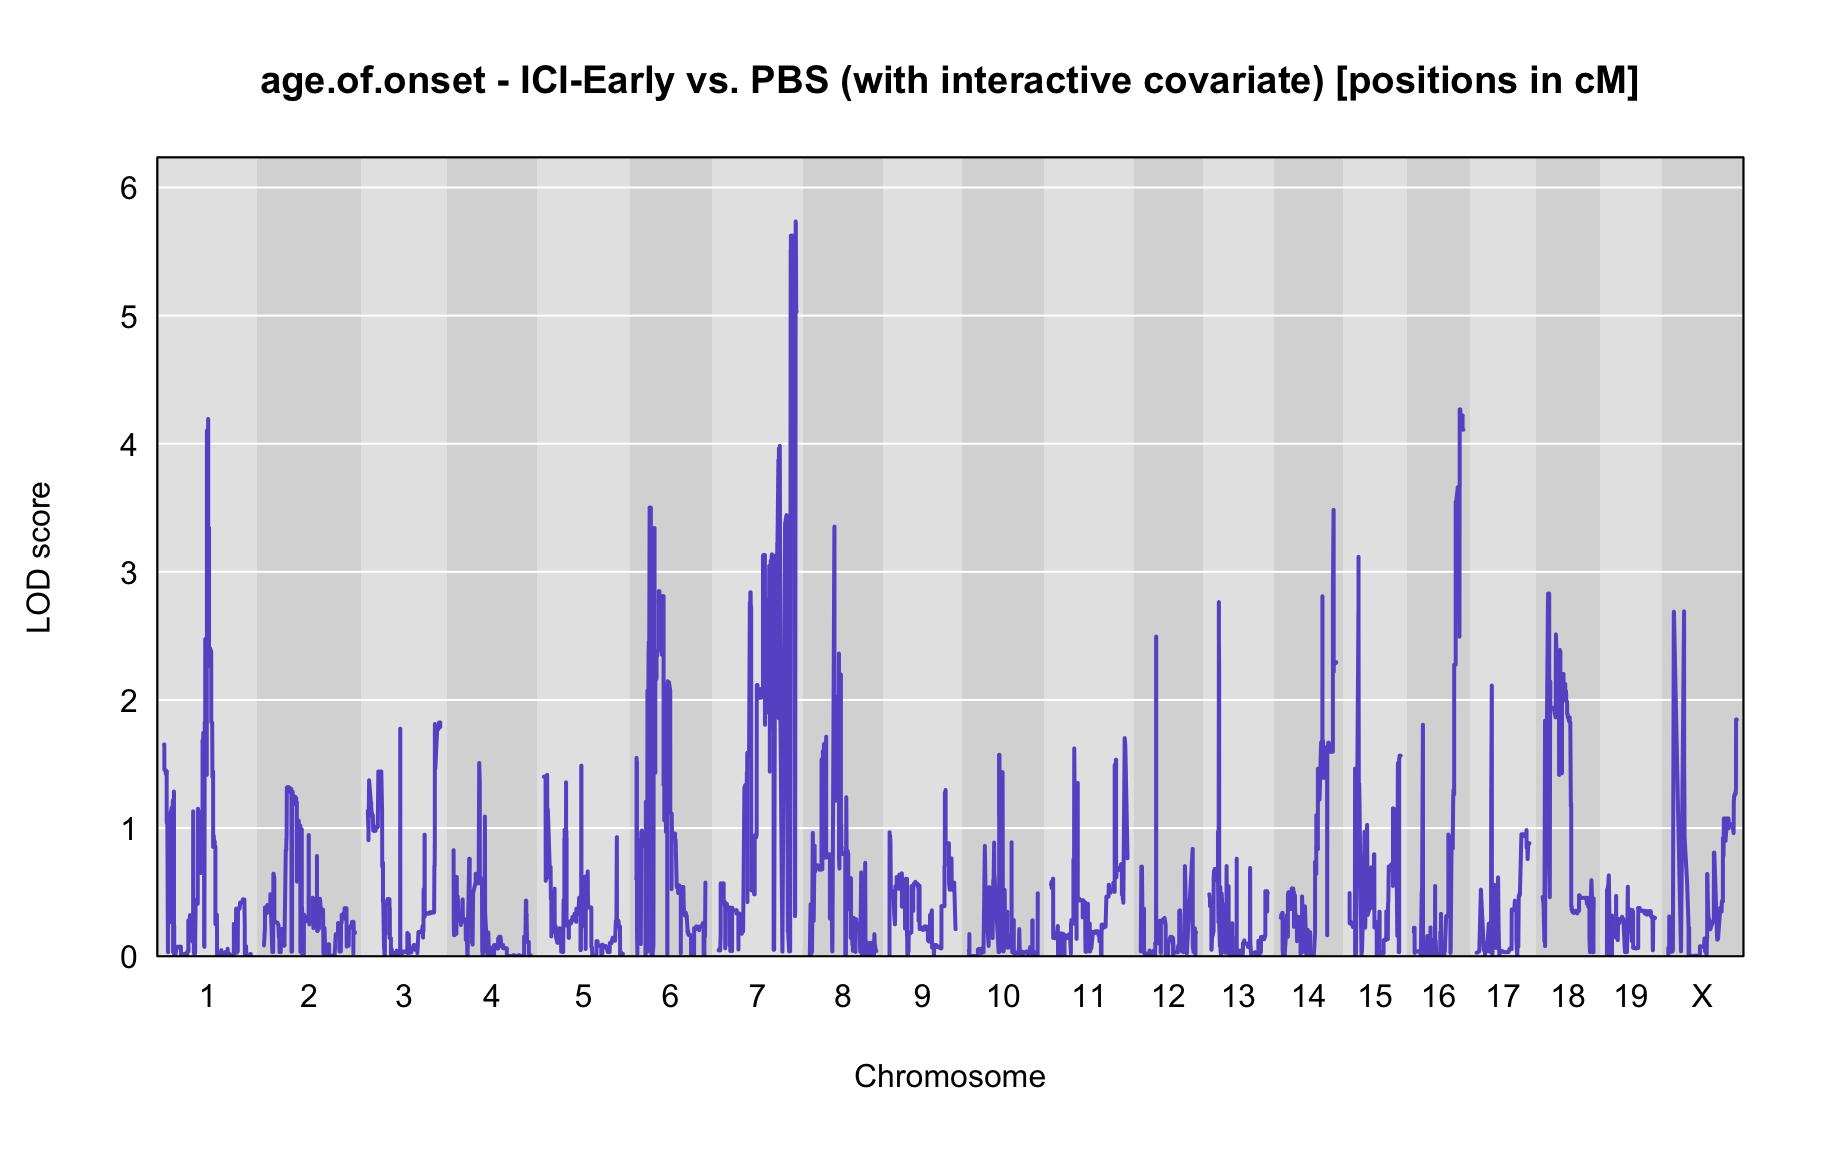 age.of.onset - ICI-Early vs. PBS (with interactive covariate) [positions in cM]
6
5
4
3
2
1
0
LOD score
1 2 3 4 5 6 7 8 9 10 11 12 13 14 15 16 17 18 19 X
Chromosome